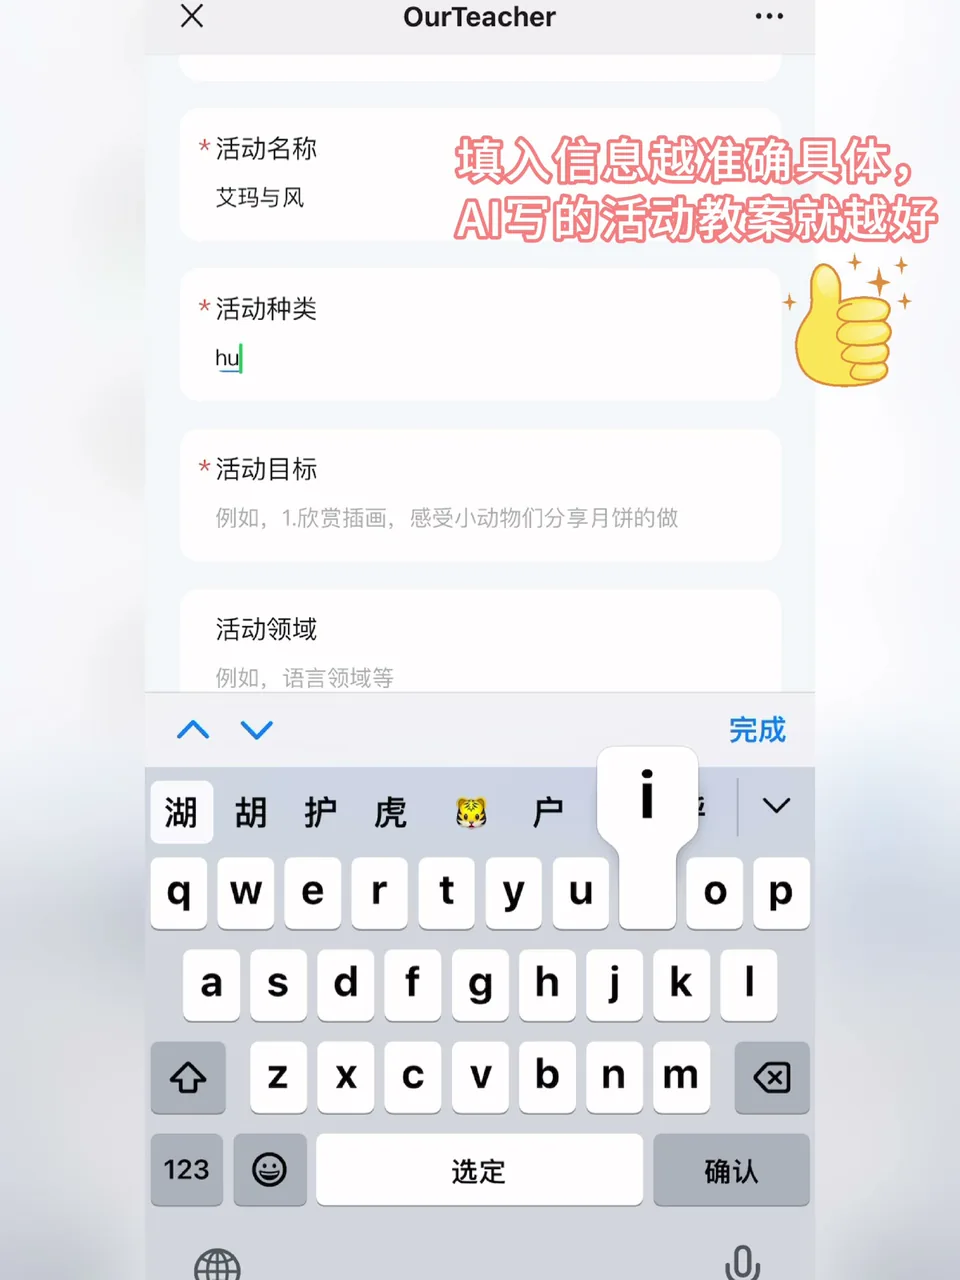 OurTeacher
*活动名称
艾玛与风
填入信息越准确具体，
AI写的活动教案就越好
*活动种类
hu
*活动目标
例如，1.欣赏插画，感受小动物们分享月饼的做
活动领域
例如，语言领域等
完成
湖 胡 护 虎 🐯 户
i
q w e r t y u o p
a s d f g h j k l
z x c v b n m
123 选定 确认